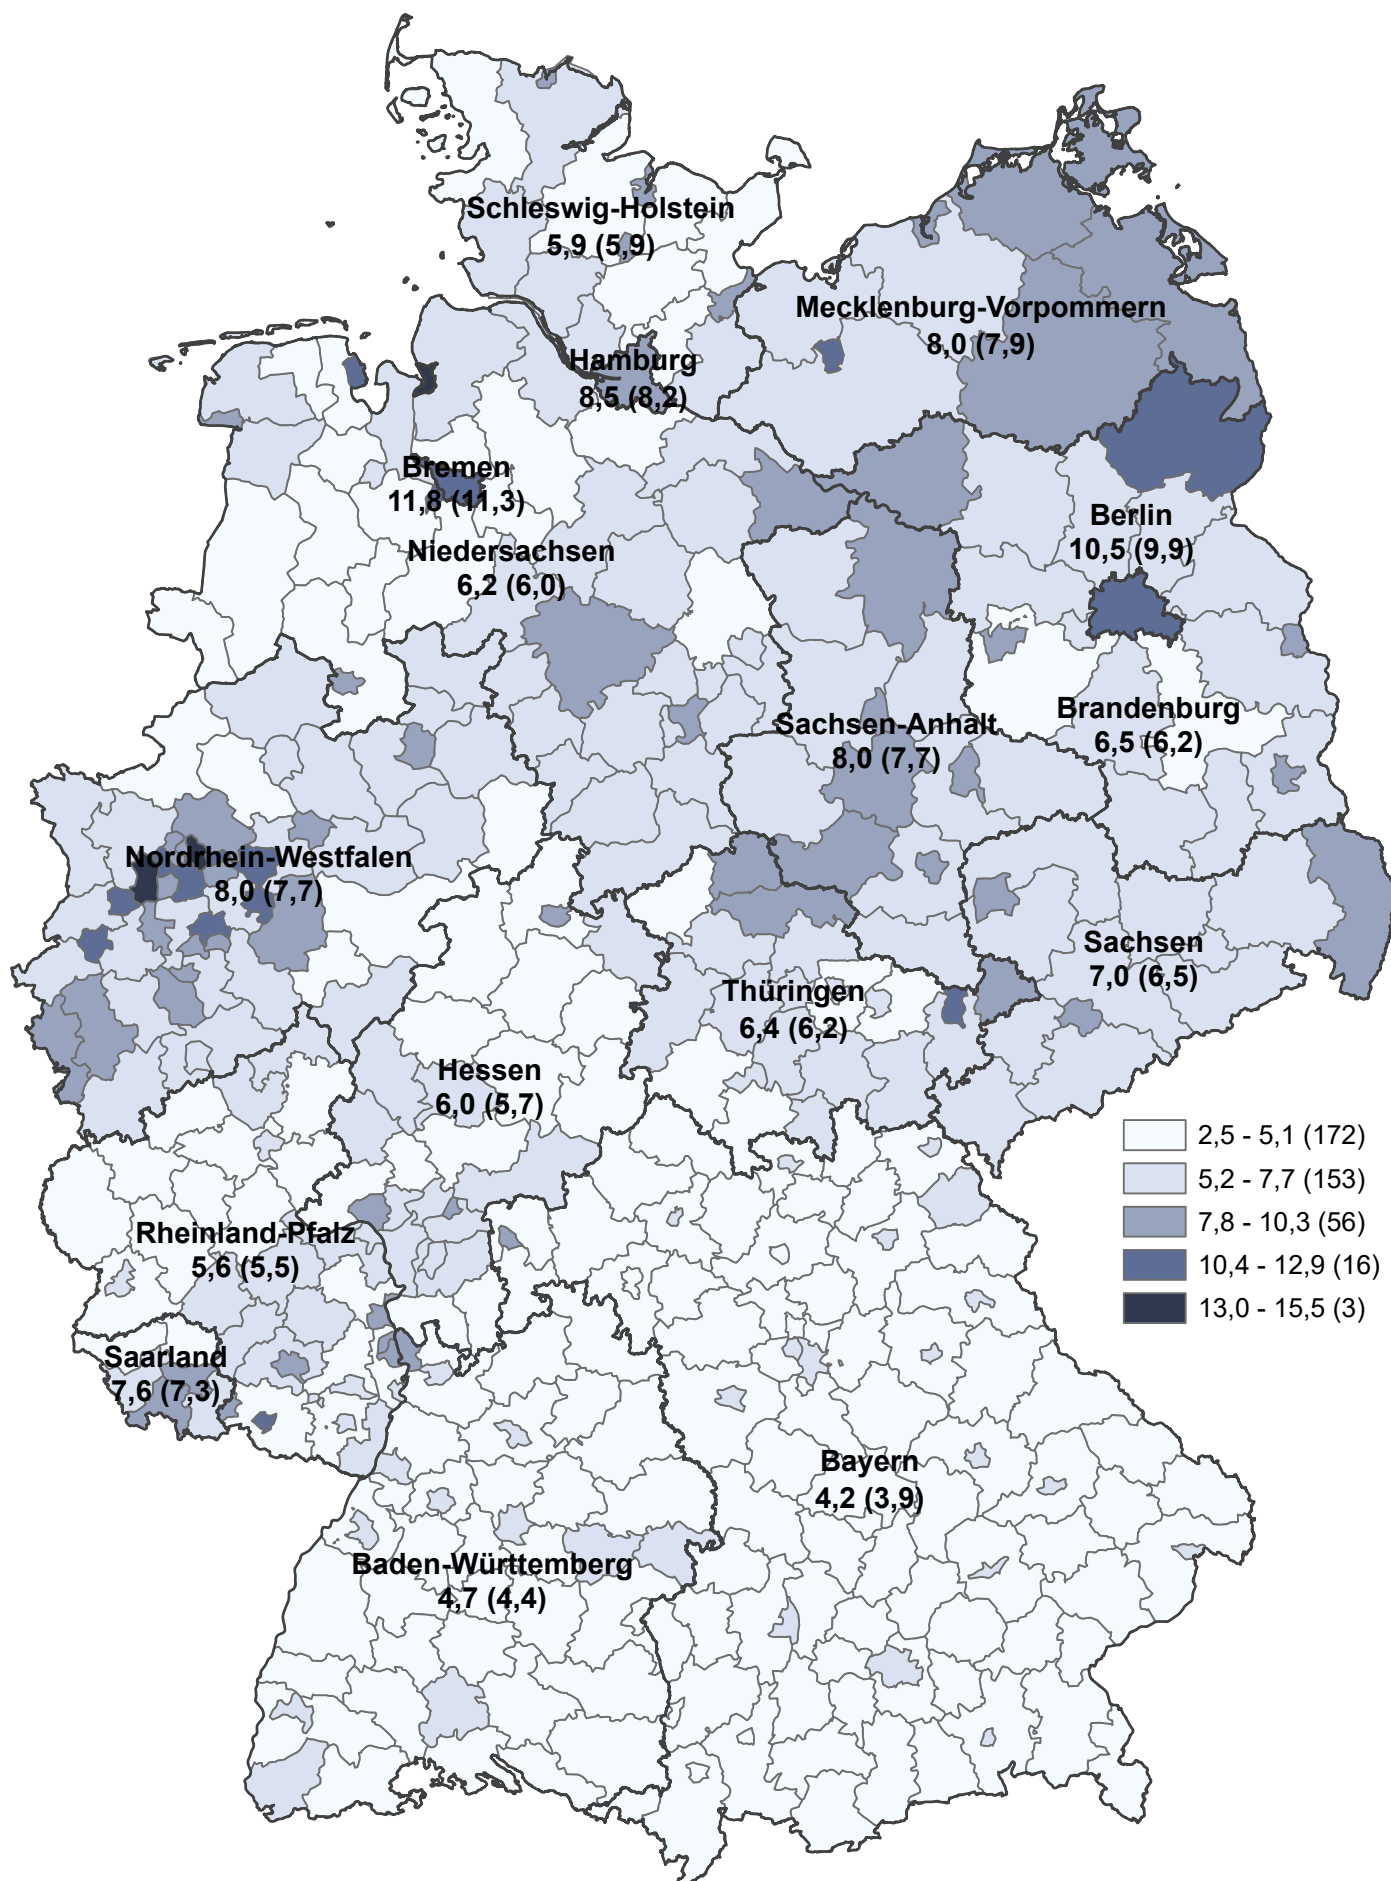 Schleswig-Holstein
5,9 (5,9)
Mecklenburg-Vorpommern
8,0 (7,9)
Hamburg
8,5 (8,2)
Bremen
11,8 (11,3)
Berlin
10,5 (9,9)
Niedersachsen
6,2 (6,0)
Brandenburg
6,5 (6,2)
Sachsen-Anhalt
8,0 (7,7)
Nordrhein-Westfalen
8,0 (7,7)
Sachsen
7,0 (6,5)
Thüringen
6,4 (6,2)
Hessen
6,0 (5,7)
2,5 - 5,1 (172)
5,2 - 7,7 (153)
7,8 - 10,3 (56)
10,4 - 12,9 (16)
13,0 - 15,5 (3)
Rheinland-Pfalz
5,6 (5,5)
Saarland
7,6 (7,3)
Bayern
4,2 (3,9)
Baden-Württemberg
4,7 (4,4)